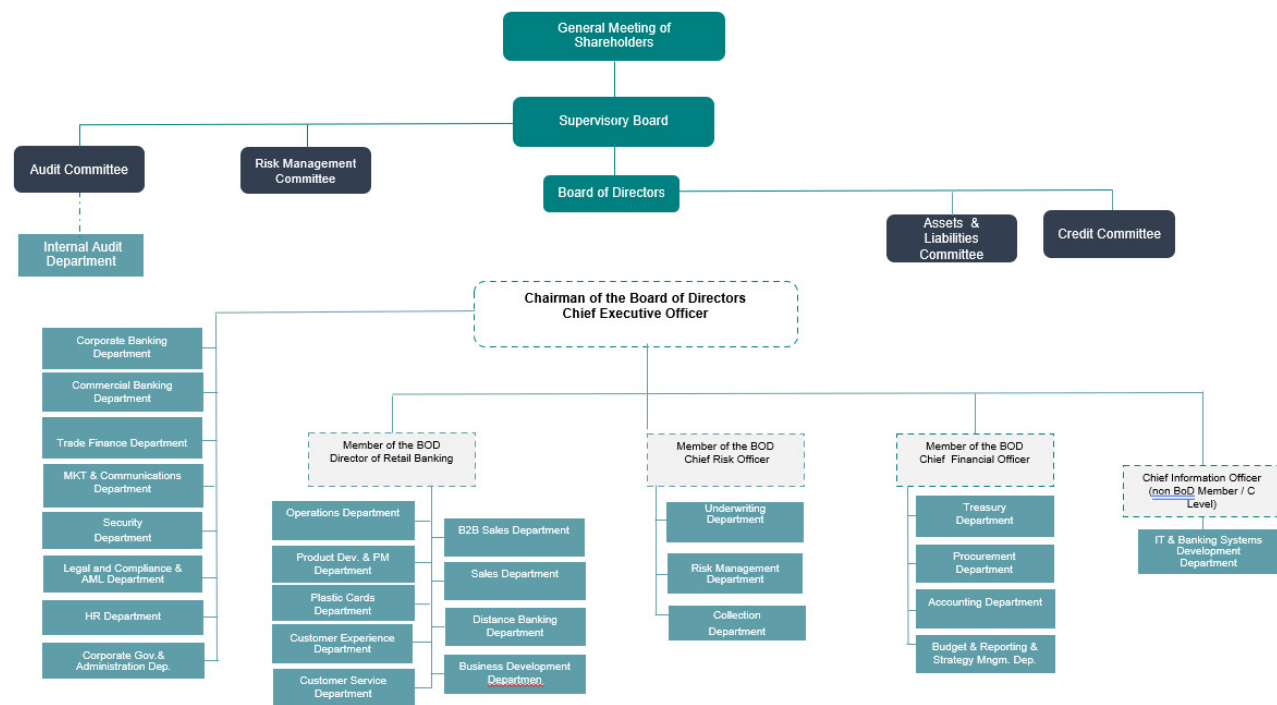 General Meeting of
Shareholders
Supervisory Board
Audit Committee
Risk Management
Committee
Board of Directors
Assets &
Liabilities
Committee
Credit Committee
Internal Audit
Department
Chairman of the Board of Directors
Chief Executive Officer
Corporate Banking
Department
Commercial Banking
Department
Trade Finance Department
MKT & Communications
Department
Security
Department
Legal and Compliance &
AML Department
HR Department
Corporate Gov.&
Administration Dep.
Member of the BOD
Director of Retail Banking
Operations Department
Product Dev. & PM
Department
Plastic Cards
Department
Customer Experience
Department
Customer Service
Department
B2B Sales Department
Sales Department
Distance Banking
Department
Business Development
Departmen
Member of the BOD
Chief Risk Officer
Underwriting
Department
Risk Management
Department
Collection
Department
Member of the BOD
Chief Financial Officer
Treasury
Department
Procurement
Department
Accounting Department
Budget & Reporting &
Strategy Mngm. Dep.
Chief Information Officer
(non BoD Member / C
Level)
IT & Banking Systems
Development
Department